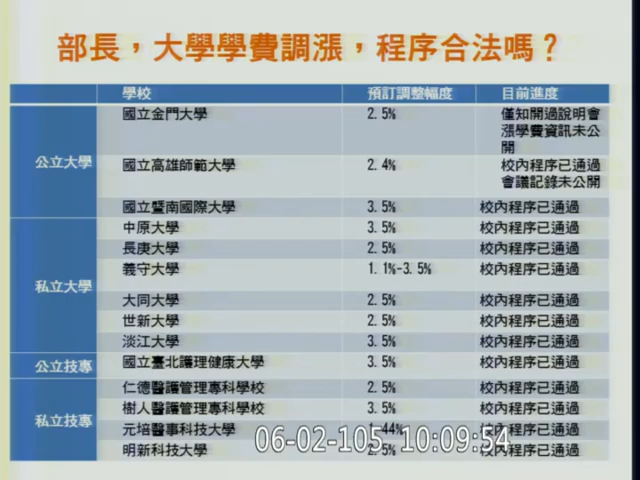 部長，大學學費調漲，程序合法嗎？
學校 預訂調整幅度 目前進度
公立大學
國立金門大學 2.5% 僅知開過說明會
漲學費資訊未公
開
國立高雄師範大學 2.4% 校內程序已通過
會議記錄未公開
國立暨南國際大學 3.5% 校內程序已通過
私立大學
中原大學 3.5% 校內程序已通過
長庚大學 2.5% 校內程序已通過
義守大學 1.1%-3.5% 校內程序已通過
大同大學 2.5% 校內程序已通過
世新大學 2.5% 校內程序已通過
淡江大學 3.5% 校內程序已通過
公立技專
國立臺北護理健康大學 3.5% 校內程序已通過
私立技專
仁德醫護管理專科學校 2.5% 校內程序已通過
樹人醫護管理專科學校 3.5% 校內程序已通過
元培醫事科技大學 校內程序已通過
明新科技大學 2.5% 校內程序已通過
06-02-105 10:09:54